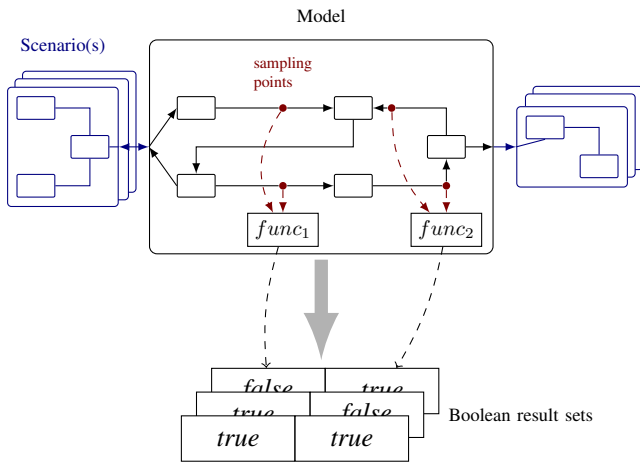 Model
Scenario(s)
sampling
points
func1
func2
false
true
true
false
Boolean result sets
true
true